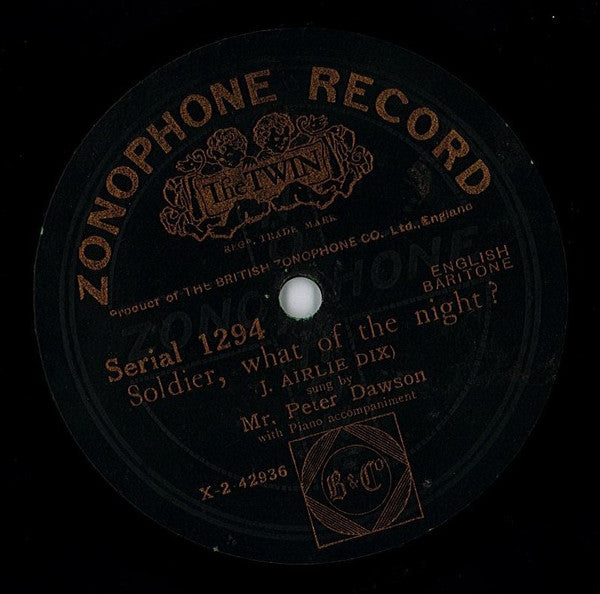 ZONOPHONE RECORD
The TWIN
REGD. TRADE MARK
Product of THE BRITISH ZONOPHONE CO. Ltd., England
ZONOPHONE
ENGLISH
BARITONE
Serial 1294
Soldier, what of the night?
(J. AIRLIE DIX)
sung by
Mr. Peter Dawson
with Piano accompaniment
X-2-42936
B & Co